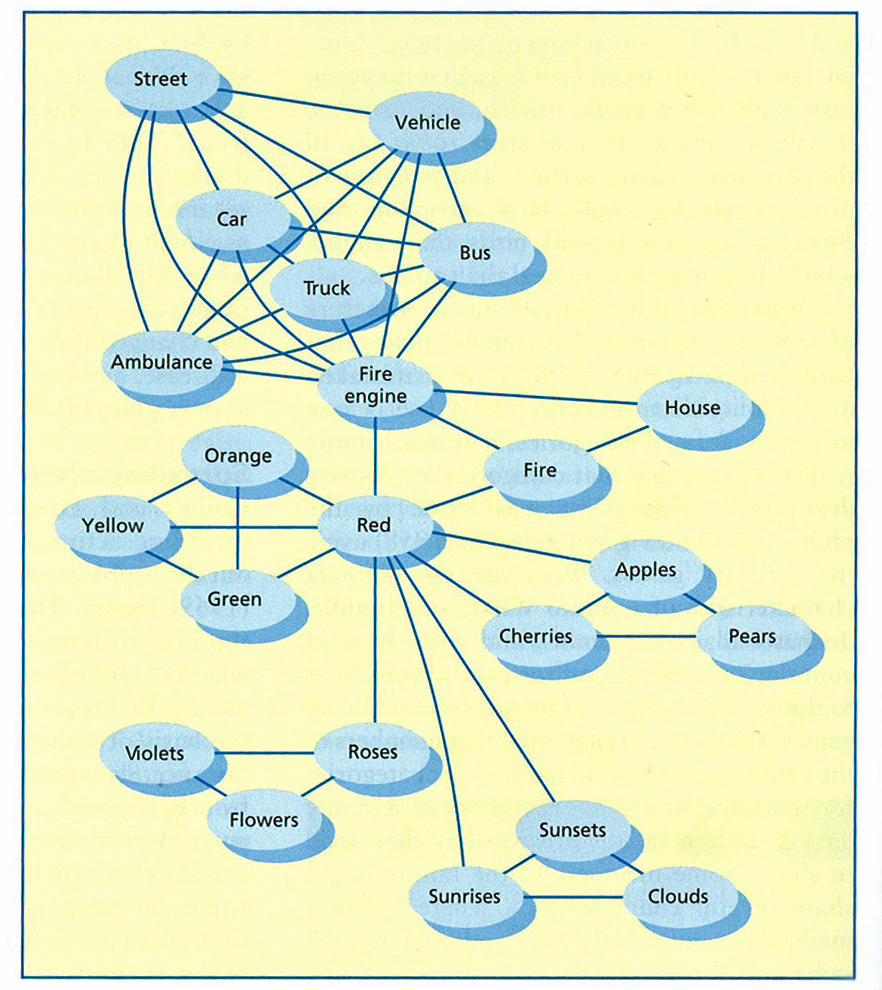 Street
Vehicle
Car
Bus
Truck
Ambulance
Fire
engine
House
Orange
Fire
Yellow
Red
Apples
Green
Cherries
Pears
Violets
Roses
Flowers
Sunsets
Sunrises
Clouds